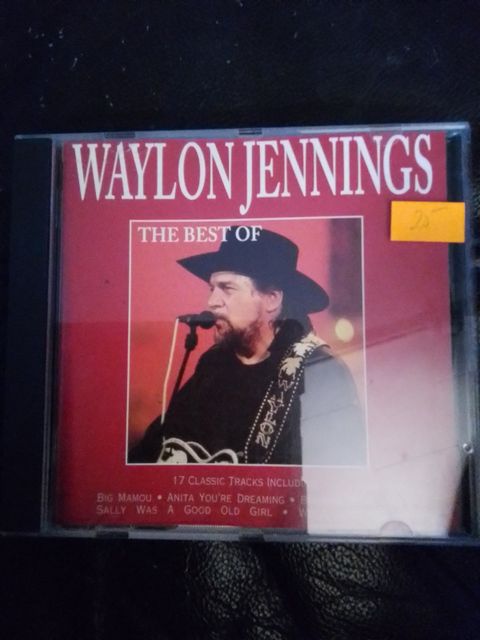 WAYLON JENNINGS
25
THE BEST OF
17 CLASSIC TRACKS
BIG MAMOU • ANITA YOU'RE DREAMING •
SALLY WAS A GOOD OLD GIRL •